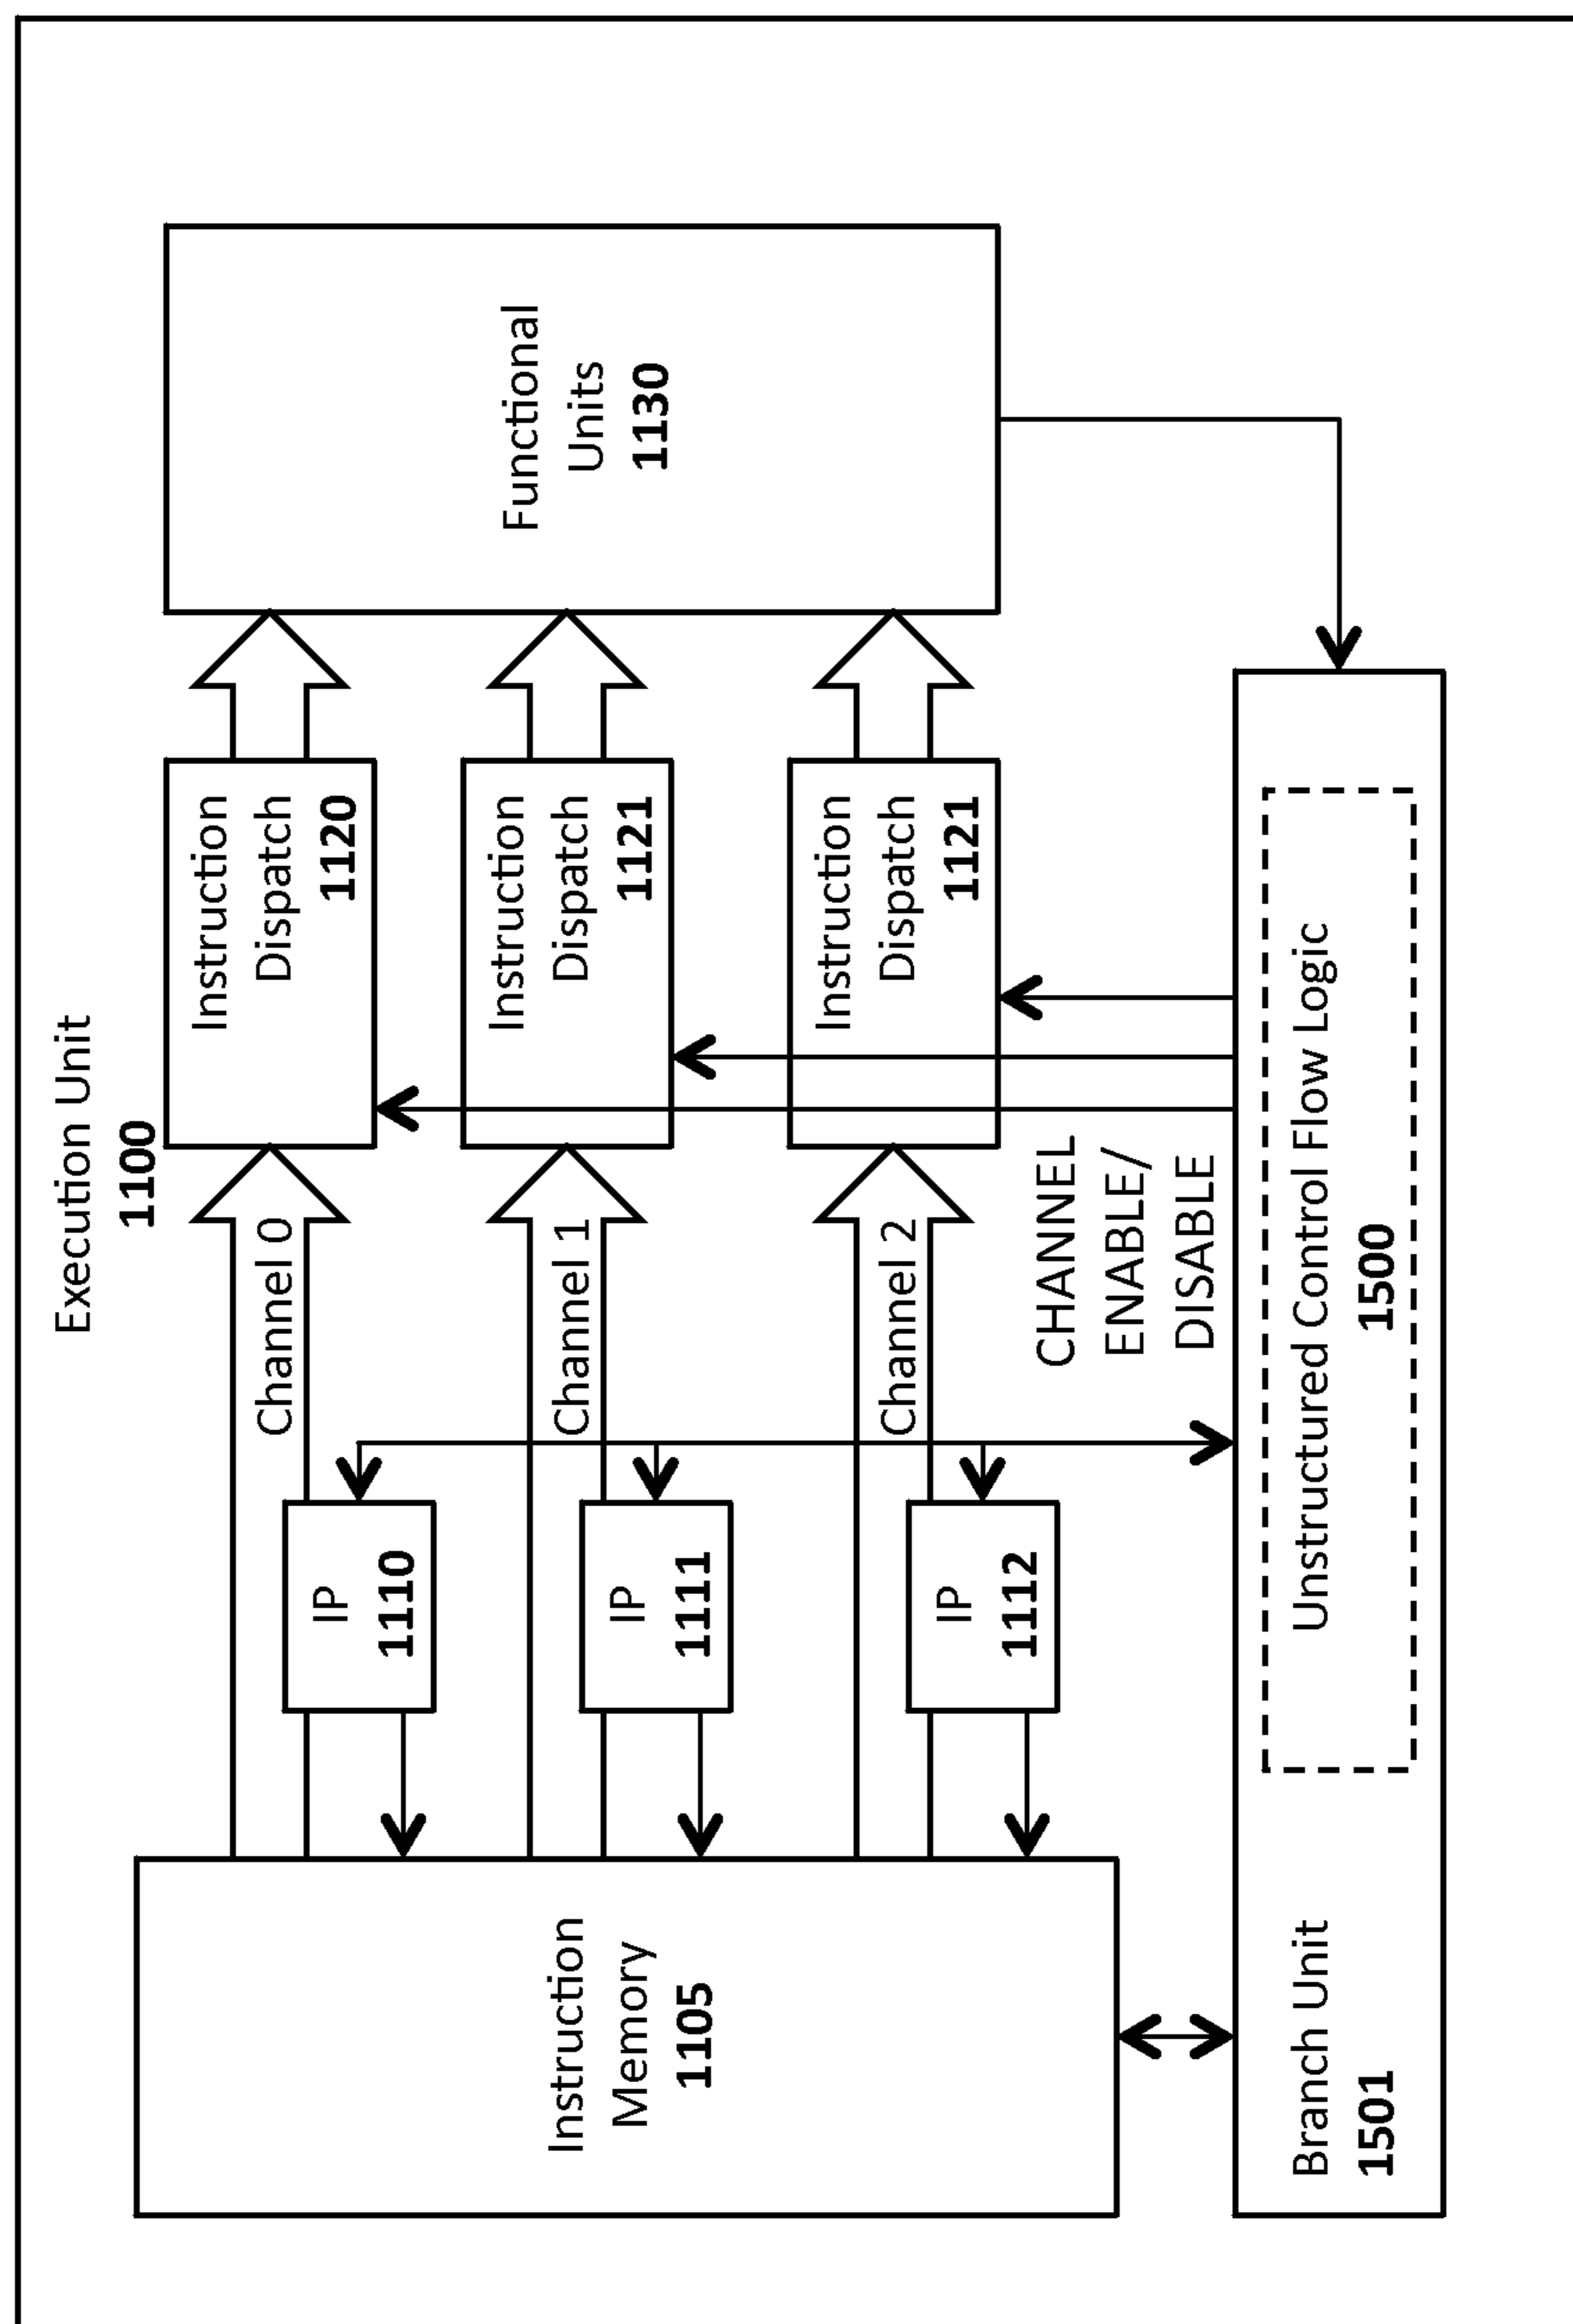 Execution Unit
1100
Instruction
Memory
1105
IP
1110
IP
1111
IP
1112
Channel 0
Channel 1
Channel 2
Instruction
Dispatch
1120
Instruction
Dispatch
1121
Instruction
Dispatch
1121
Functional
Units
1130
CHANNEL
ENABLE/
DISABLE
Branch Unit
1501
Unstructured Control Flow Logic
1500